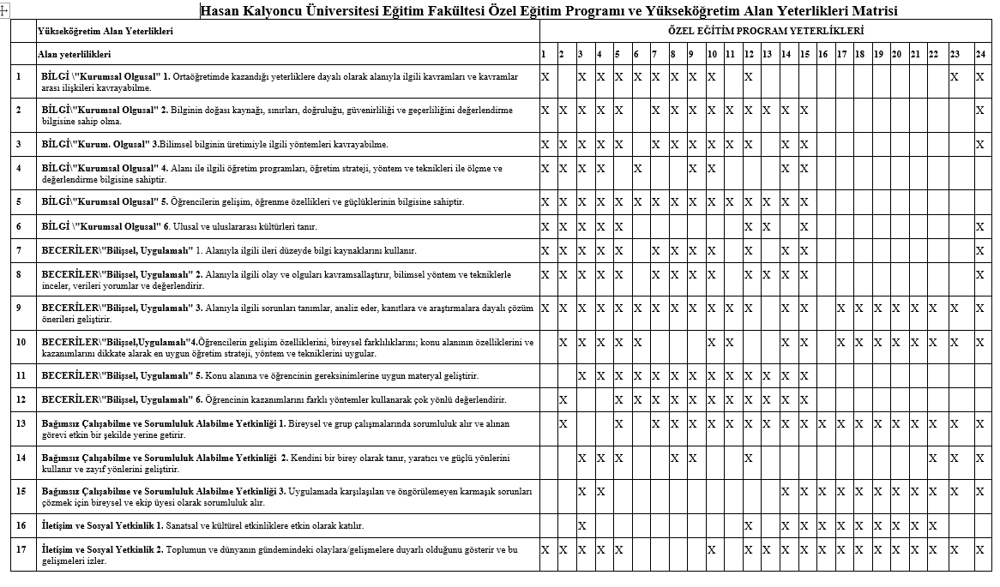 Hasan Kalyoncu Üniversitesi Eğitim Fakültesi Özel Eğitim Programı ve Yükseköğretim Alan Yeterlikleri Matrisi
Yükseköğretim Alan Yeterlikleri ÖZEL EĞİTİM PROGRAM YETERLİKLERİ
Alan yeterlilikleri 1 2 3 4 5 6 7 8 9 10 11 12 13 14 15 16 17 18 19 20 21 22 23 24
1 BİLGİ \"Kurumsal Olgusal" 1. Ortaöğretimde kazandığı yeterliklere dayalı olarak alanıyla ilgili kavramları ve kavramlar X X X X X X X X X X X X
arası ilişkileri kavrayabilme.
2 BİLGİ\"Kurumsal Olgusal" 2. Bilginin doğası kaynağı, sınırları, doğruluğu, güvenirliliği ve geçerliliğini değerlendirme X X X X X X X X X X X X X X X
bilgisine sahip olma.
3 BİLGİ\"Kurum. Olgusal" 3.Bilimsel bilginin üretimiyle ilgili yöntemleri kavrayabilme. X X X X X X X X X X X X X X
4 BİLGİ\"Kurumsal Olgusal" 4. Alanı ile ilgili öğretim programları, öğretim strateji, yöntem ve teknikleri ile ölçme ve X X X X X X X X X
değerlendirme bilgisine sahiptir.
5 BİLGİ\"Kurumsal Olgusal" 5. Öğrencilerin gelişim, öğrenme özellikleri ve güçlüklerinin bilgisine sahiptir. X X X X X X X X X X X X X X X
6 BİLGİ \"Kurumsal Olgusal" 6. Ulusal ve uluslararası kültürleri tanır. X X X X X X X X X
7 BECERİLER\"Bilişsel, Uygulamalı" 1. Alanıyla ilgili ileri düzeyde bilgi kaynaklarını kullanır. X X X X X X X X X X X X X
8 BECERİLER\"Bilişsel, Uygulamalı" 2. Alanıyla ilgili olay ve olguları kavramsallaştırır, bilimsel yöntem ve tekniklerle X X X X X X X X X X X X X X
inceler, verileri yorumlar ve değerlendirir.
9 BECERİLER\"Bilişsel, Uygulamalı" 3. Alanıyla ilgili sorunları tanımlar, analiz eder, kanıtlara ve araştırmalara dayalı çözüm X X X X X X X X X X X X X X X X X X X X X X
önerileri geliştirir.
10 BECERİLER\"Bilişsel,Uygulamalı"4.Öğrencilerin gelişim özelliklerini, bireysel farklılıklarını; konu alanının özelliklerini ve X X X X X X X X X X X X X X X X X
kazanımlarını dikkate alarak en uygun öğretim strateji, yöntem ve tekniklerini uygular.
11 BECERİLER\"Bilişsel, Uygulamalı" 5. Konu alanına ve öğrencinin gereksinimlerine uygun materyal geliştirir. X X X X X X X X X X X X X
12 BECERİLER\"Bilişsel, Uygulamalı" 6. Öğrencinin kazanımlarını farklı yöntemler kullanarak çok yönlü değerlendirir. X X X X X X X X X X X X
13 Bağımsız Çalışabilme ve Sorumluluk Alabilme Yetkinliği 1. Bireysel ve grup çalışmalarında sorumluluk alır ve alınan X X X X X X X X X X X X X X X X X X X X
görevi etkin bir şekilde yerine getirir.
14 Bağımsız Çalışabilme ve Sorumluluk Alabilme Yetkinliği 2. Kendini bir birey olarak tanır, yaratıcı ve güçlü yönlerini X X X X X X X X X
kullanır ve zayıf yönlerini geliştirir.
15 Bağımsız Çalışabilme ve Sorumluluk Alabilme Yetkinliği 3. Uygulamada karşılaşılan ve öngörülemeyen karmaşık sorunları X X X X X X X X X X X X X
çözmek için bireysel ve ekip üyesi olarak sorumluluk alır.
16 İletişim ve Sosyal Yetkinlik 1. Sanatsal ve kültürel etkinliklere etkin olarak katılır. X X X X X X X X X X X
17 İletişim ve Sosyal Yetkinlik 2. Toplumun ve dünyanın gündemindeki olaylara/gelişmelere duyarlı olduğunu gösterir ve bu X X X X X X X X X X X X X X X X X X X
gelişmeleri izler.